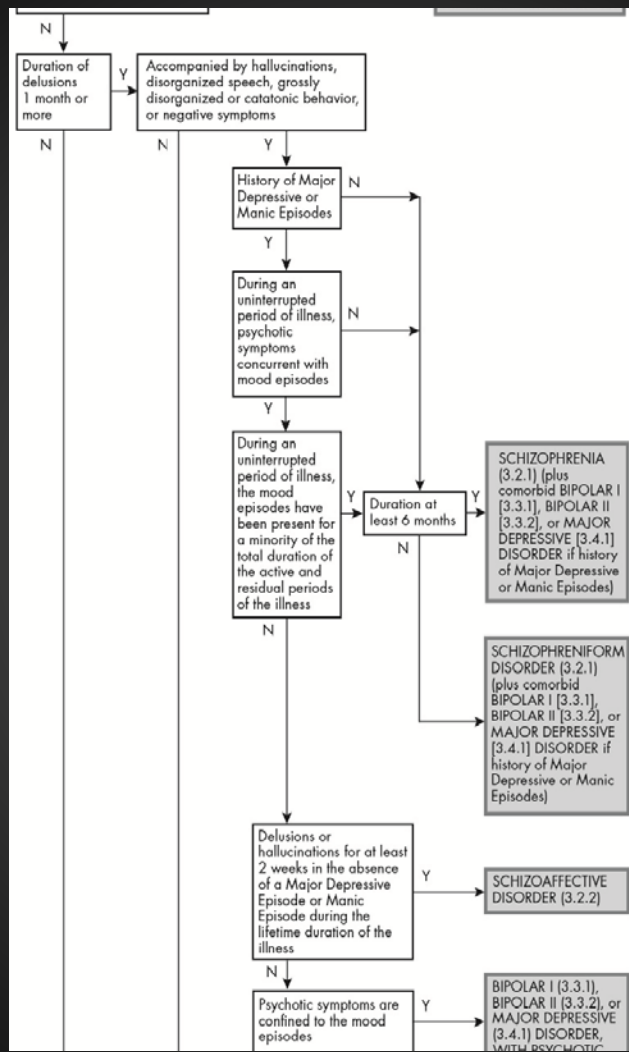 N
Duration of
delusions
1 month or
more
Y
Accompanied by hallucinations,
disorganized speech, grossly
disorganized or catatonic behavior,
or negative symptoms
N
N
Y
History of Major
Depressive or
Manic Episodes
N
Y
During an
uninterrupted
period of illness,
psychotic
symptoms
concurrent with
mood episodes
N
Y
During an
uninterrupted
period of illness,
the mood
episodes have
been present for
a minority of the
total duration of
the active and
residual periods
of the illness
Y
Duration at
least 6 months
Y
SCHIZOPHRENIA
(3.2.1) (plus
comorbid BIPOLAR I
[3.3.1], BIPOLAR II
[3.3.2], or MAJOR
DEPRESSIVE [3.4.1]
DISORDER if history
of Major Depressive
or Manic Episodes)
N
N
SCHIZOPHRENIFORM
DISORDER (3.2.1)
(plus comorbid
BIPOLAR I [3.3.1],
BIPOLAR II [3.3.2], or
MAJOR DEPRESSIVE
[3.4.1] DISORDER if
history of Major
Depressive or Manic
Episodes)
Delusions or
hallucinations for at least
2 weeks in the absence
of a Major Depressive
Episode or Manic
Episode during the
lifetime duration of the
illness
Y
SCHIZOAFFECTIVE
DISORDER (3.2.2)
N
Psychotic symptoms are
confined to the mood
episodes
Y
BIPOLAR I (3.3.1),
BIPOLAR II (3.3.2), or
MAJOR DEPRESSIVE
(3.4.1) DISORDER,
WITH PSYCHOTIC